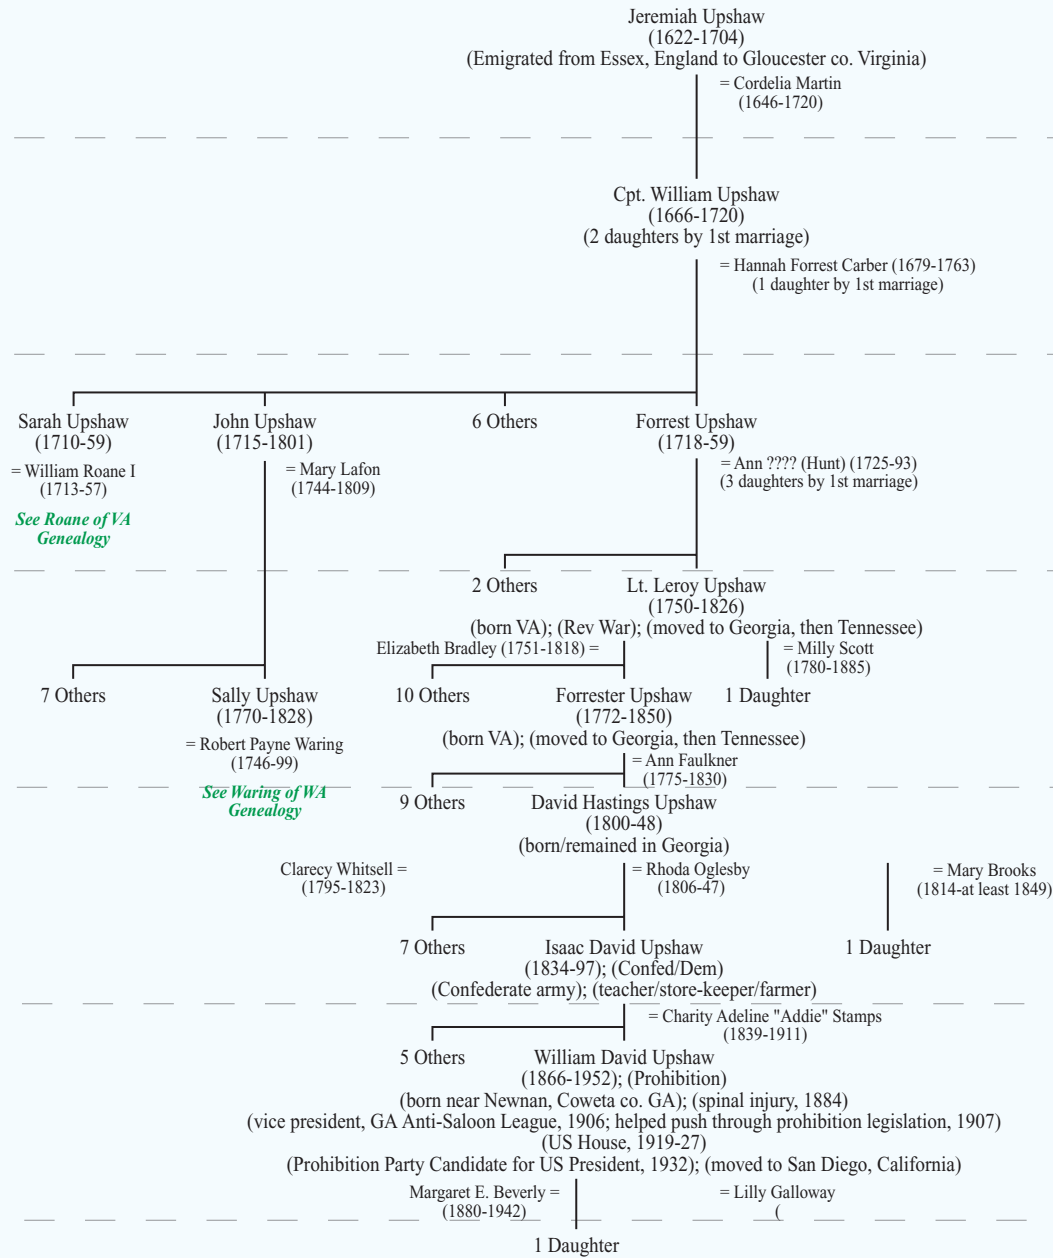 Jeremiah Upshaw
(1622-1704)
(Emigrated from Essex, England to Gloucester co. Virginia)
= Cordelia Martin
(1646-1720)
Cpt. William Upshaw
(1666-1720)
(2 daughters by 1st marriage)
= Hannah Forrest Carber (1679-1763)
(1 daughter by 1st marriage)
Sarah Upshaw
(1710-59)
= William Roane I
(1713-57)
See Roane of VA
Genealogy
John Upshaw
(1715-1801)
= Mary Lafon
(1744-1809)
6 Others
Forrest Upshaw
(1718-59)
= Ann ???? (Hunt) (1725-93)
(3 daughters by 1st marriage)
2 Others
Lt. Leroy Upshaw
(1750-1826)
(born VA); (Rev War); (moved to Georgia, then Tennessee)
Elizabeth Bradley (1751-1818) =
= Milly Scott
(1780-1885)
7 Others
Sally Upshaw
(1770-1828)
= Robert Payne Waring
(1746-99)
See Waring of WA
Genealogy
10 Others
Forrester Upshaw
(1772-1850)
(born VA); (moved to Georgia, then Tennessee)
1 Daughter
= Ann Faulkner
(1775-1830)
9 Others
David Hastings Upshaw
(1800-48)
(born/remained in Georgia)
Clarecy Whitsell =
(1795-1823)
= Rhoda Oglesby
(1806-47)
= Mary Brooks
(1814-at least 1849)
7 Others
Isaac David Upshaw
(1834-97); (Confed/Dem)
(Confederate army); (teacher/store-keeper/farmer)
1 Daughter
= Charity Adeline "Addie" Stamps
(1839-1911)
5 Others
William David Upshaw
(1866-1952); (Prohibition)
(born near Newnan, Coweta co. GA); (spinal injury, 1884)
(vice president, GA Anti-Saloon League, 1906; helped push through prohibition legislation, 1907)
(US House, 1919-27)
(Prohibition Party Candidate for US President, 1932); (moved to San Diego, California)
Margaret E. Beverly =
(1880-1942)
= Lilly Galloway
(
1 Daughter